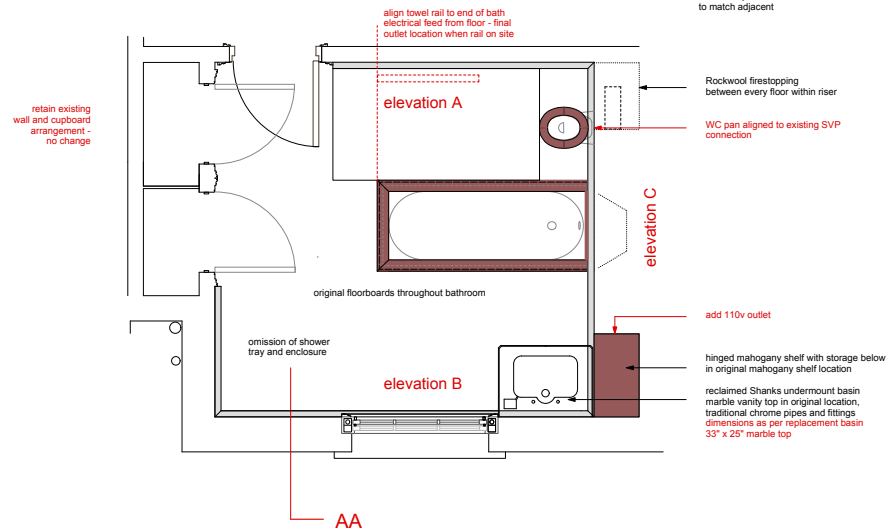 to match adjacent
align towel rail to end of bath
electrical feed from floor - final
outlet location when rail on site
Rockwool firestopping
between every floor within riser
elevation A
retain existing
wall and cupboard
arrangement -
no change
WC pan aligned to existing SVP
connection
elevation C
original floorboards throughout bathroom
add 110v outlet
omission of shower
tray and enclosure
hinged mahogany shelf with storage below
in original mahogany shelf location
elevation B
reclaimed Shanks undermount basin
marble vanity top in original location,
traditional chrome pipes and fittings
dimensions as per replacement basin
33" x 25" marble top
AA